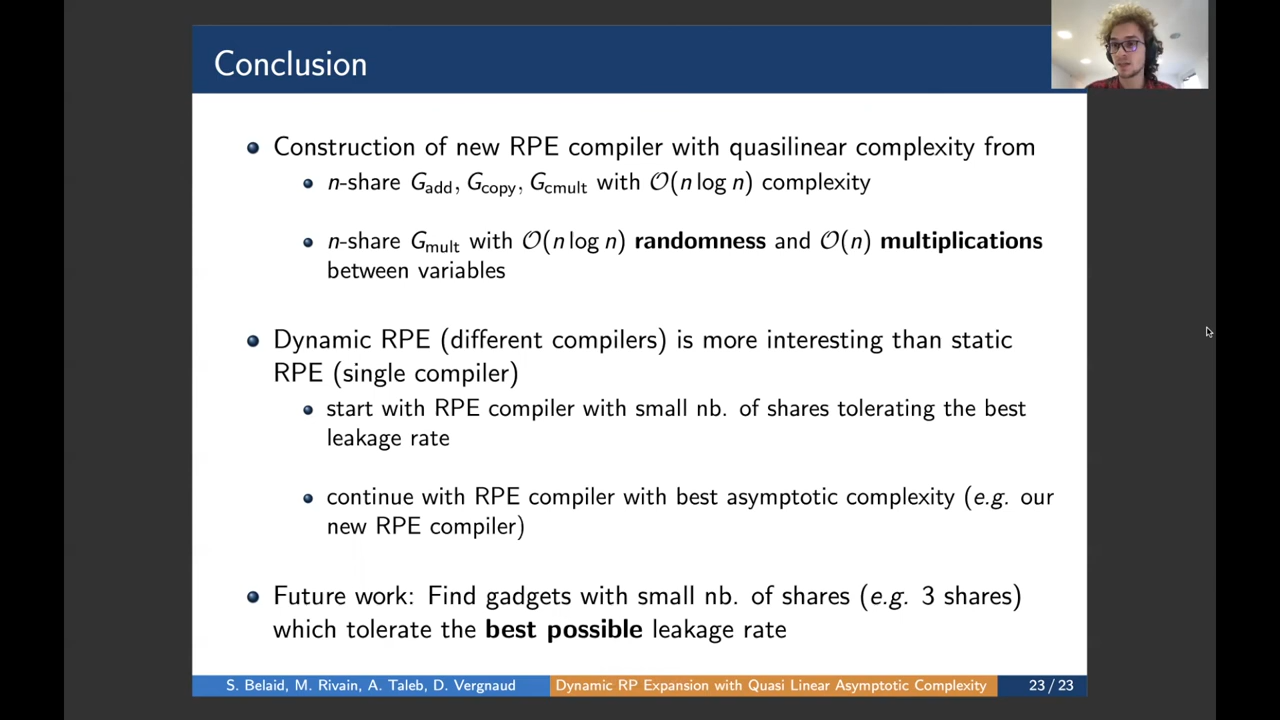 Conclusion
Construction of new RPE compiler with quasilinear complexity from
n-share G_add, G_copy, G_cmult with O(n log n) complexity
n-share G_mult with O(n log n) randomness and O(n) multiplications
between variables
Dynamic RPE (different compilers) is more interesting than static
RPE (single compiler)
start with RPE compiler with small nb. of shares tolerating the best
leakage rate
continue with RPE compiler with best asymptotic complexity (e.g. our
new RPE compiler)
Future work: Find gadgets with small nb. of shares (e.g. 3 shares)
which tolerate the best possible leakage rate
S. Belaid, M. Rivain, A. Taleb, D. Vergnaud
Dynamic RP Expansion with Quasi Linear Asymptotic Complexity
23 / 23